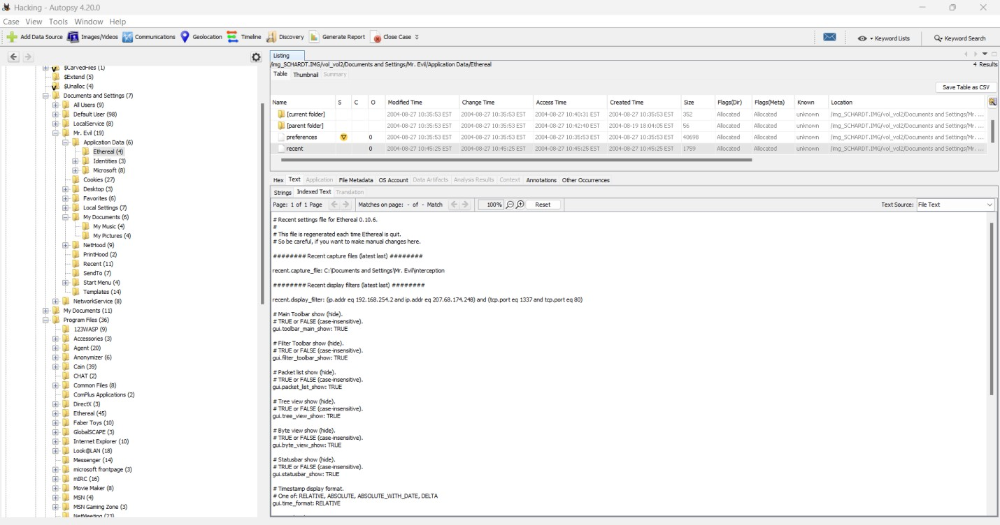 Hacking - Autopsy 4.20.0
Case View Tools Window Help
Add Data Source Images/Videos Communications Geolocation Timeline Discovery Generate Report Close Case Keyword Lists Keyword Search
$CarvedFiles (1)
$Extend (5)
$Unalloc (4)
Documents and Settings (7)
All Users (9)
Default User (98)
LocalService (8)
Mr. Evil (19)
Application Data (6)
Ethereal (4)
Identities (3)
Microsoft (8)
Cookies (27)
Desktop (3)
Favorites (6)
Local Settings (7)
My Documents (6)
My Music (4)
My Pictures (4)
NetHood (9)
PrintHood (2)
Recent (11)
SendTo (7)
Start Menu (4)
Templates (14)
NetworkService (8)
My Documents (11)
Program Files (36)
123WASP (9)
Accessories (3)
Agent (20)
Anonymizer (6)
Cain (39)
CHAT (2)
Common Files (8)
ComPlus Applications (2)
DirectX (3)
Ethereal (45)
Faber Toys (10)
GlobalSCAPE (3)
Internet Explorer (10)
Look@LAN (18)
Messenger (14)
microsoft frontpage (3)
mIRC (16)
Movie Maker (8)
MSN (4)
MSN Gaming Zone (3)
NetMeeting (23)
Listing
/img_SCHARDT.IMG/vol_vol2/Documents and Settings/Mr. Evil/Application Data/Ethereal 4 Results
Table Thumbnail Summary
Save Table as CSV
Name S C O Modified Time Change Time Access Time Created Time Size Flags(Dir) Flags(Meta) Known Location
[current folder] 2004-08-27 10:35:53 EST 2004-08-27 10:35:53 EST 2004-08-27 10:40:31 EST 2004-08-27 10:35:53 EST 352 Allocated Allocated unknown /img_SCHARDT.IMG/vol_vol2/Documents and Settings/Mr. ...
[parent folder] 2004-08-27 10:35:53 EST 2004-08-27 10:35:53 EST 2004-08-27 10:42:40 EST 2004-08-19 18:04:05 EST 56 Allocated Allocated unknown /img_SCHARDT.IMG/vol_vol2/Documents and Settings/Mr. ...
preferences 0 2004-08-27 10:35:53 EST 2004-08-27 10:35:53 EST 2004-08-27 10:35:53 EST 2004-08-27 10:35:53 EST 40698 Allocated Allocated unknown /img_SCHARDT.IMG/vol_vol2/Documents and Settings/Mr. ...
recent 0 2004-08-27 10:45:25 EST 2004-08-27 10:45:25 EST 2004-08-27 10:45:25 EST 2004-08-27 10:45:25 EST 1759 Allocated Allocated unknown /img_SCHARDT.IMG/vol_vol2/Documents and Settings/Mr. ...
Hex Text Application File Metadata OS Account Data Artifacts Analysis Results Context Annotations Other Occurrences
Strings Indexed Text Translation
Page: 1 of 1 Page Matches on page: - of - Match 100% Reset Text Source: File Text
# Recent settings file for Ethereal 0.10.6.
#
# This file is regenerated each time Ethereal is quit.
# So be careful, if you want to make manual changes here.
######## Recent capture files (latest last) ########
recent.capture_file: C:\Documents and Settings\Mr. Evil\interception
######## Recent display filters (latest last) ########
recent.display_filter: (ip.addr eq 192.168.254.2 and ip.addr eq 207.68.174.248) and (tcp.port eq 1337 and tcp.port eq 80)
# Main Toolbar show (hide).
# TRUE or FALSE (case-insensitive).
gui.toolbar_main_show: TRUE
# Filter Toolbar show (hide).
# TRUE or FALSE (case-insensitive).
gui.filter_toolbar_show: TRUE
# Packet list show (hide).
# TRUE or FALSE (case-insensitive).
gui.packet_list_show: TRUE
# Tree view show (hide).
# TRUE or FALSE (case-insensitive).
gui.tree_view_show: TRUE
# Byte view show (hide).
# TRUE or FALSE (case-insensitive).
gui.byte_view_show: TRUE
# Statusbar show (hide).
# TRUE or FALSE (case-insensitive).
gui.statusbar_show: TRUE
# Timestamp display format.
# One of: RELATIVE, ABSOLUTE, ABSOLUTE_WITH_DATE, DELTA
gui.time_format: RELATIVE